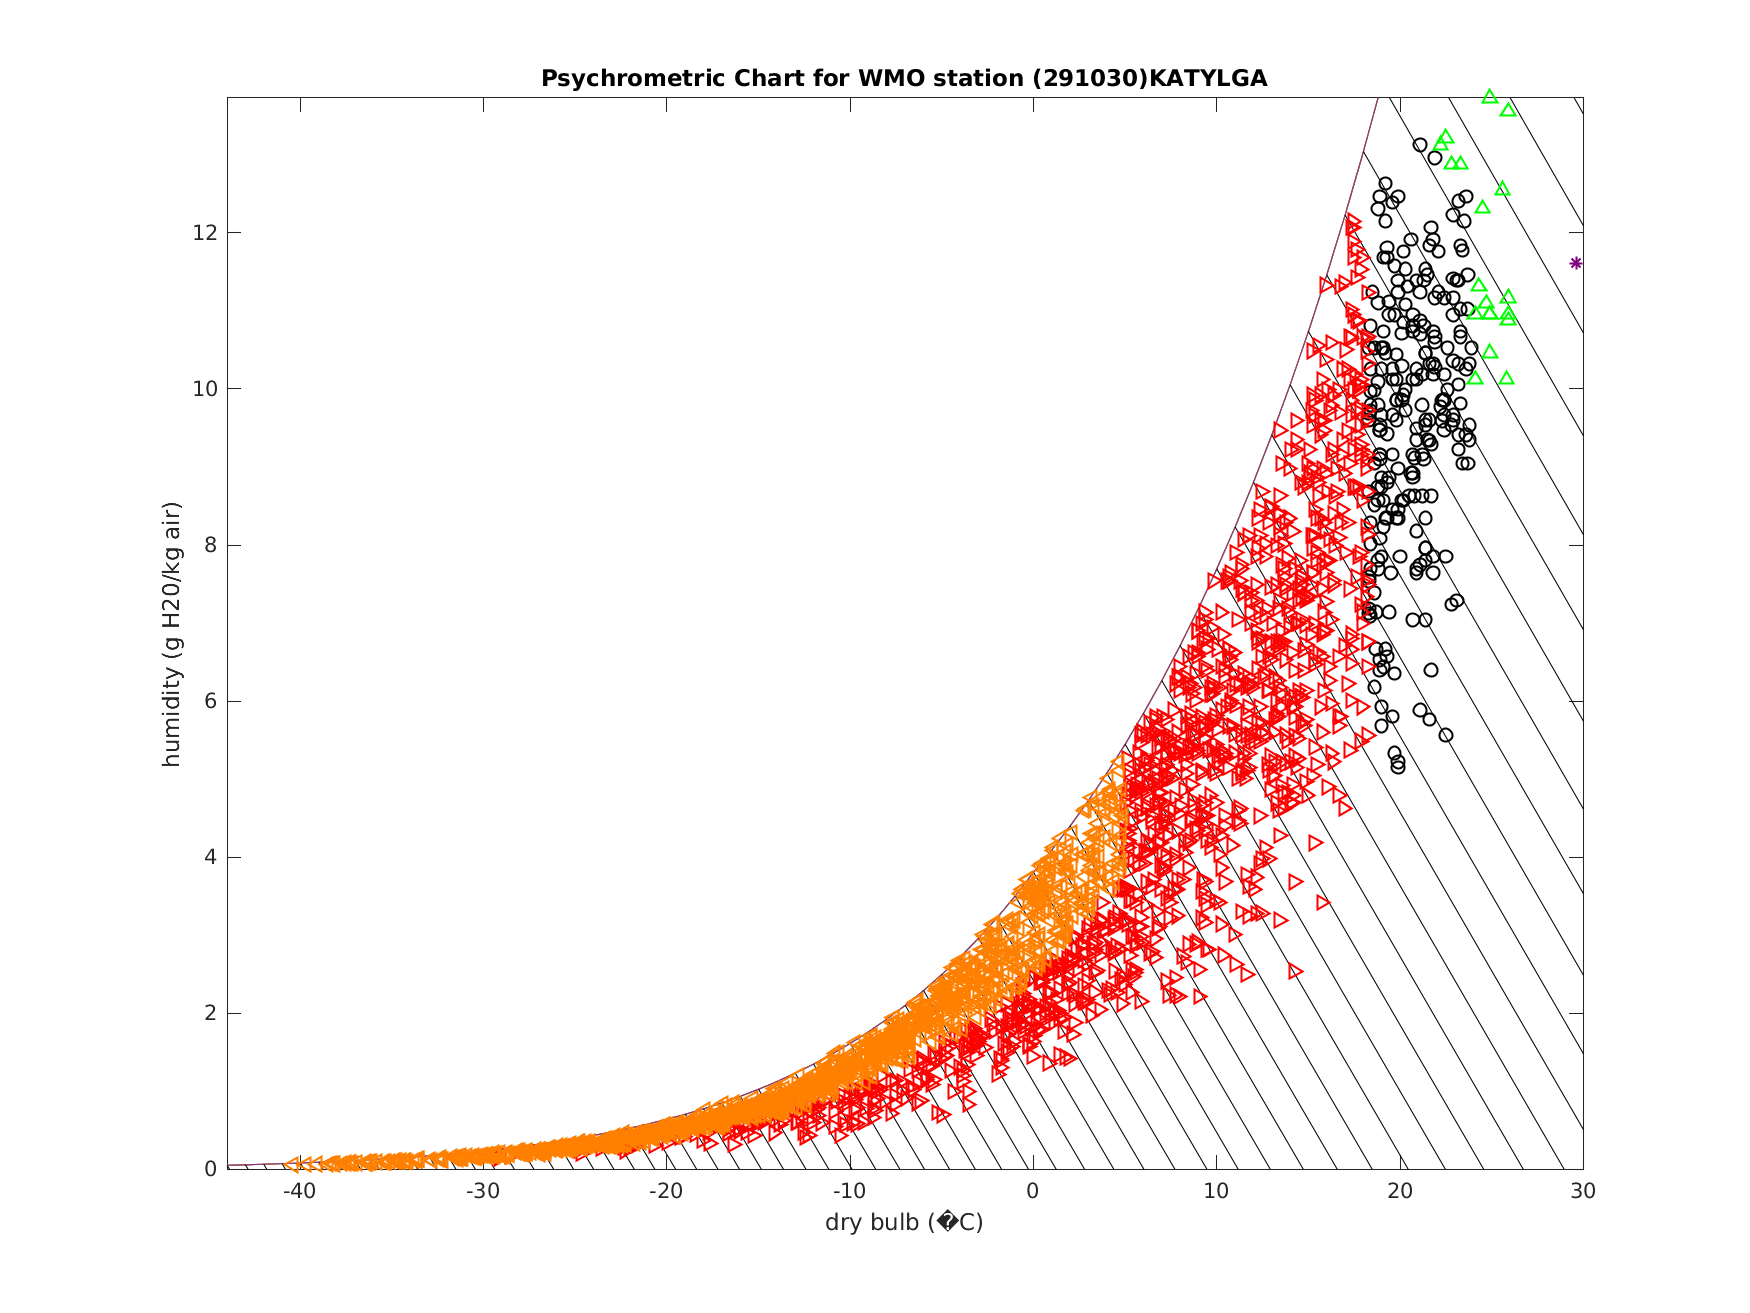 Psychrometric Chart for WMO station (291030)KATYLGA
12
10
8
6
4
2
0
humidity (g H20/kg air)
-40 -30 -20 -10 0 10 20 30
dry bulb (�C)